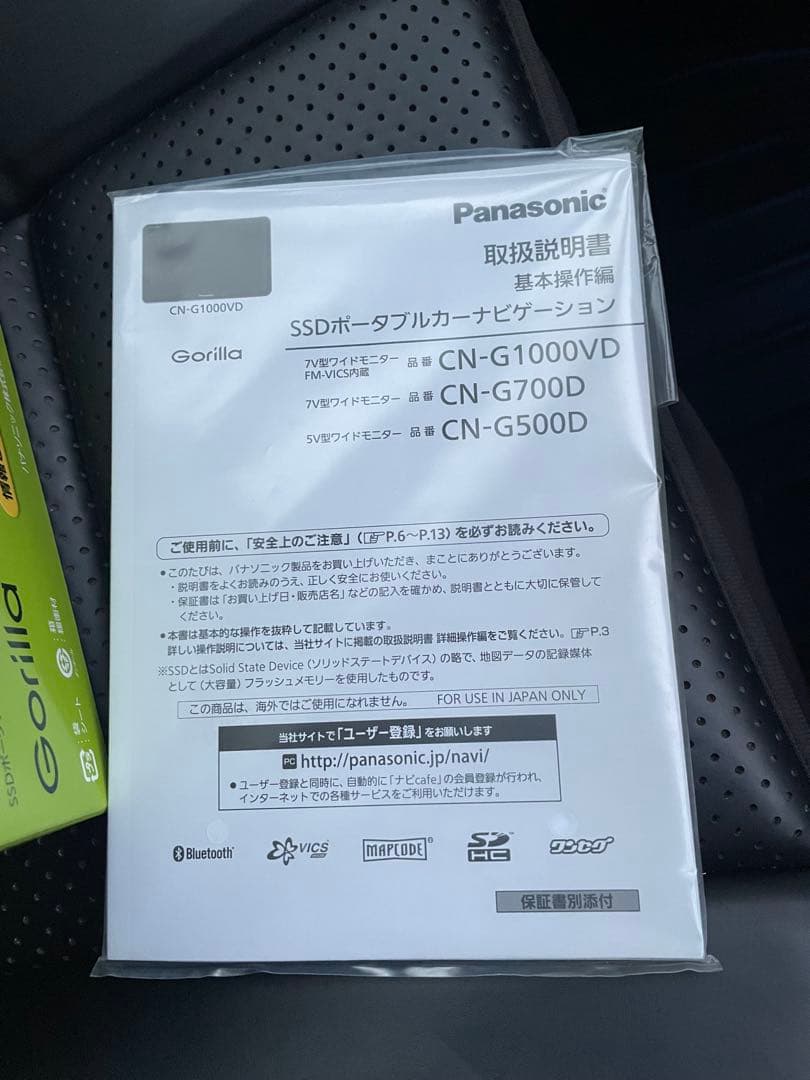 Panasonic
取扱説明書
基本操作編
SSDポータブルカーナビゲーション
CN-G1000VD
Gorilla
7V型ワイドモニター
FM-VICS内蔵
品番 CN-G1000VD
7V型ワイドモニター 品番 CN-G700D
5V型ワイドモニター 品番 CN-G500D
ご使用前に、「安全上のご注意」(☞P.6～P.13)を必ずお読みください。
●このたびは、パナソニック製品をお買い上げいただき、まことにありがとうございます。
・説明書をよくお読みのうえ、正しく安全にお使いください。
・保証書は「お買い上げ日・販売店名」などの記入を確かめ、説明書とともに大切に保管して
ください。
●本書は基本的な操作を抜粋して記載しています。
詳しい操作説明については、当社サイトに掲載の取扱説明書 詳細操作編をご覧ください。☞P.3
※SSDとはSolid State Device(ソリッドステートデバイス)の略で、地図データの記録媒体
として(大容量)フラッシュメモリーを使用したものです。
この商品は、海外ではご使用になれません。 FOR USE IN JAPAN ONLY
当社サイトで「ユーザー登録」をお願いします
PC http://panasonic.jp/navi/
●ユーザー登録と同時に、自動的に「ナビcafe」の会員登録が行われ、
インターネットでの各種サービスをご利用いただけます。
Bluetooth®
VICS
MAPCODE®
SD HC
ワンセグ
保証書別添付
パナソニック株式会社
Gorilla
SSDポータブ
袋・シート